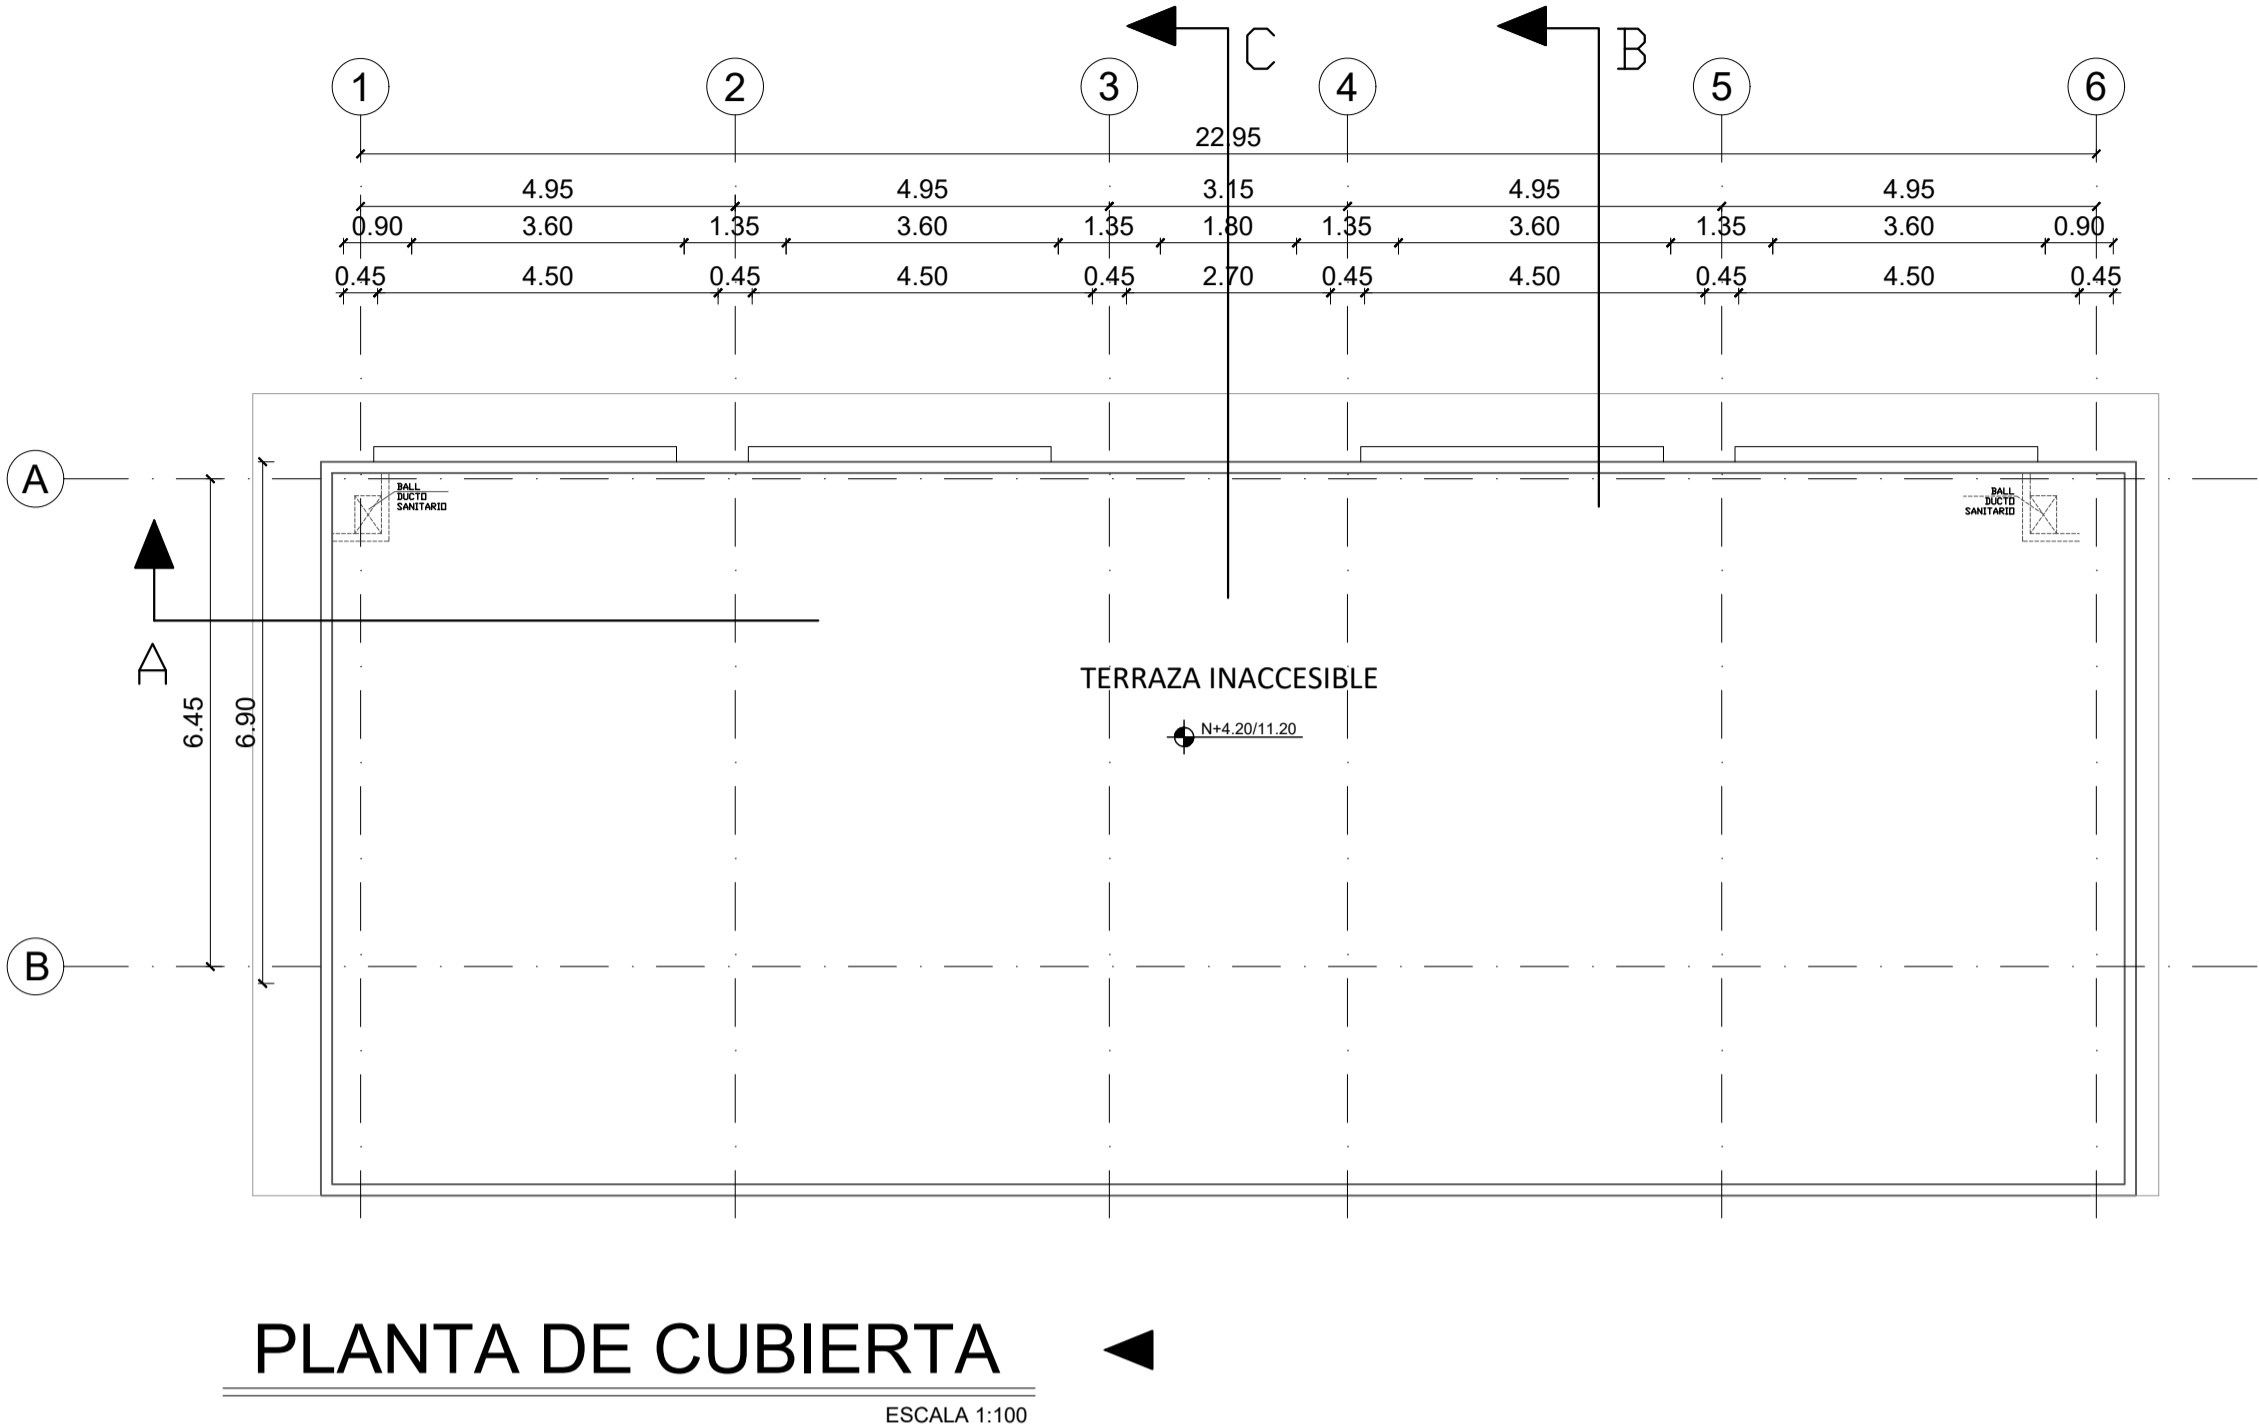 C
B
1
2
3
4
5
6
22.95
4.95
4.95
3.15
4.95
4.95
0.90
3.60
1.35
3.60
1.35
1.80
1.35
3.60
1.35
3.60
0.90
0.45
4.50
0.45
4.50
0.45
2.70
0.45
4.50
0.45
4.50
0.45
A
BALL
DUCTO
SANITARIO
BALL
DUCTO
SANITARIO
A
6.45
6.90
TERRAZA INACCESIBLE
N+4.20/11.20
B
PLANTA DE CUBIERTA
ESCALA 1:100